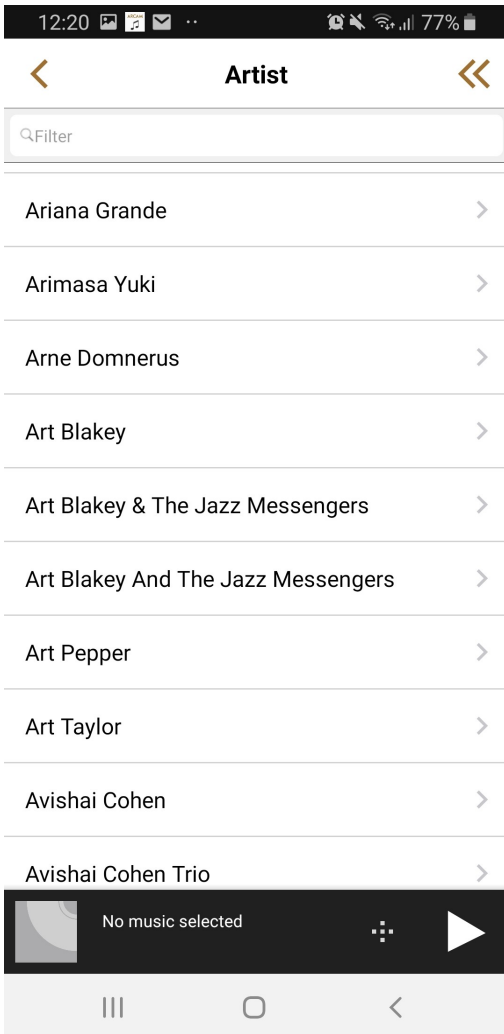 12:20 77%
Artist
Filter
Ariana Grande
Arimasa Yuki
Arne Domnerus
Art Blakey
Art Blakey & The Jazz Messengers
Art Blakey And The Jazz Messengers
Art Pepper
Art Taylor
Avishai Cohen
Avishai Cohen Trio
No music selected